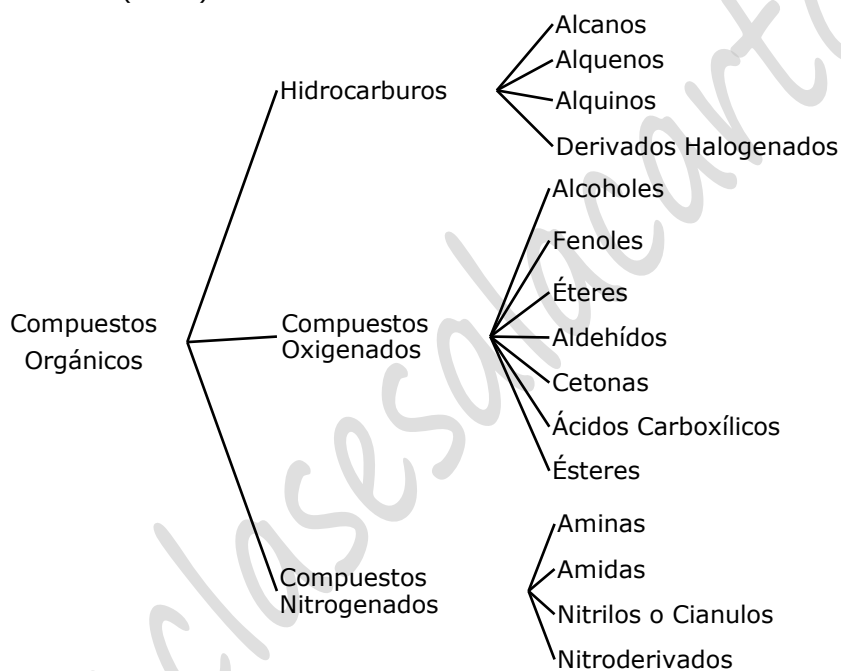 Alcanos
Alquenos
Hidrocarburos
Alquinos
Derivados Halogenados
Alcoholes
Fenoles
Éteres
Compuestos
Orgánicos
Compuestos
Oxigenados
Aldehídos
Cetonas
Ácidos Carboxílicos
Ésteres
Aminas
Compuestos
Nitrogenados
Amidas
Nitrilos o Cianulos
Nitroderivados
clasesalacarta